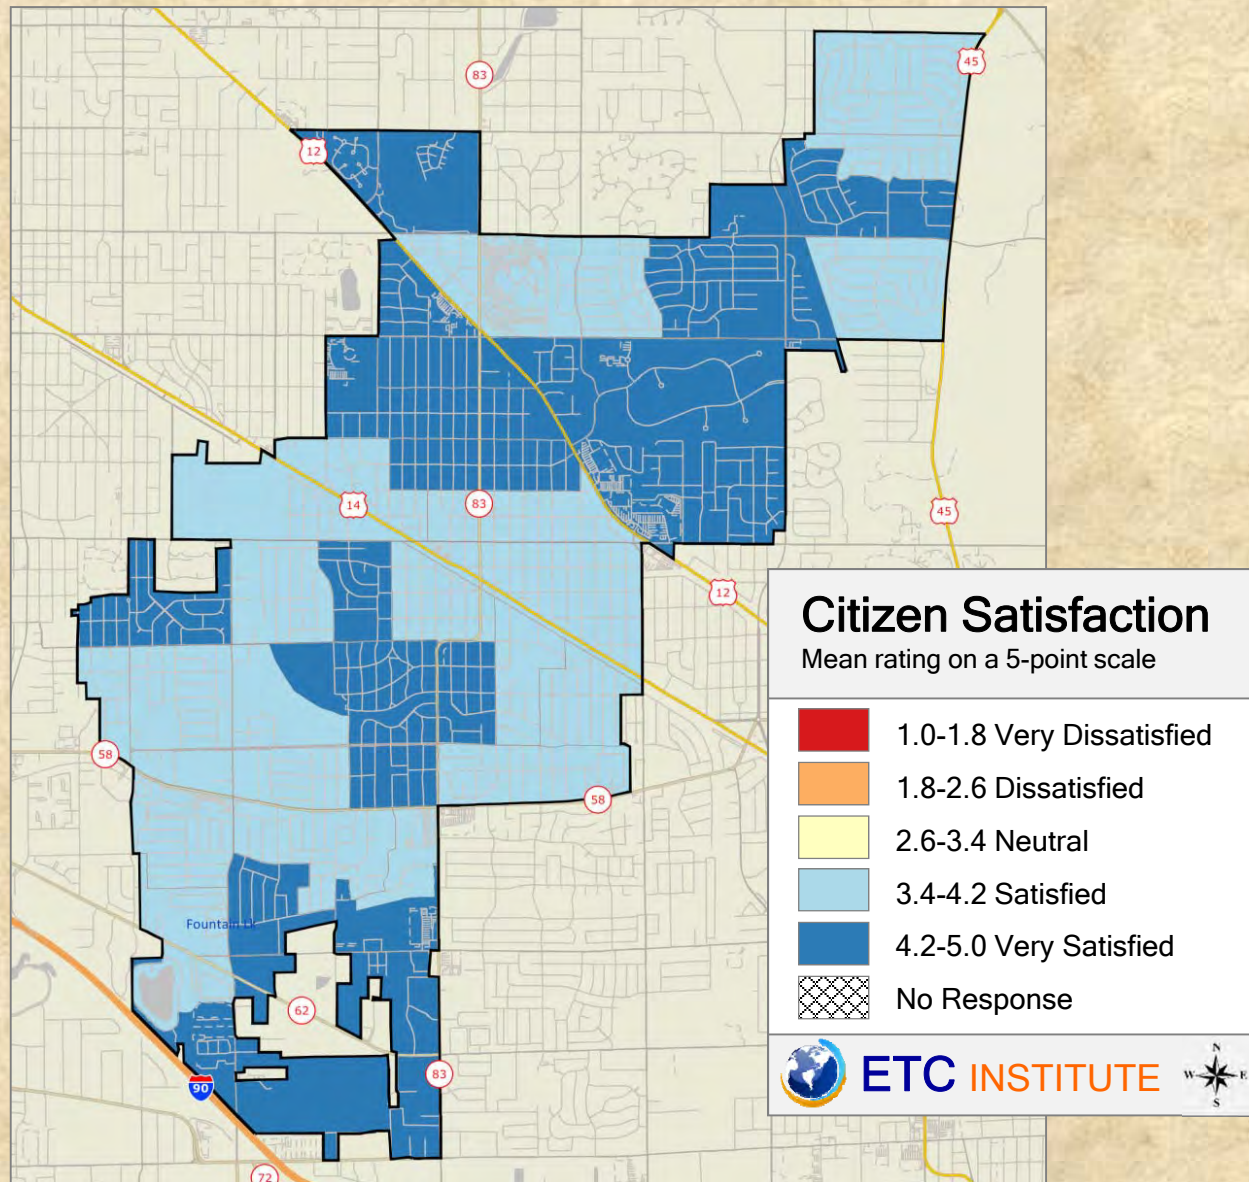 83
45
12
14
83
45
12
58
58
Fountain Lk
62
83
90
72
Citizen Satisfaction
Mean rating on a 5-point scale
1.0-1.8 Very Dissatisfied
1.8-2.6 Dissatisfied
2.6-3.4 Neutral
3.4-4.2 Satisfied
4.2-5.0 Very Satisfied
No Response
ETC INSTITUTE
N
W E
S